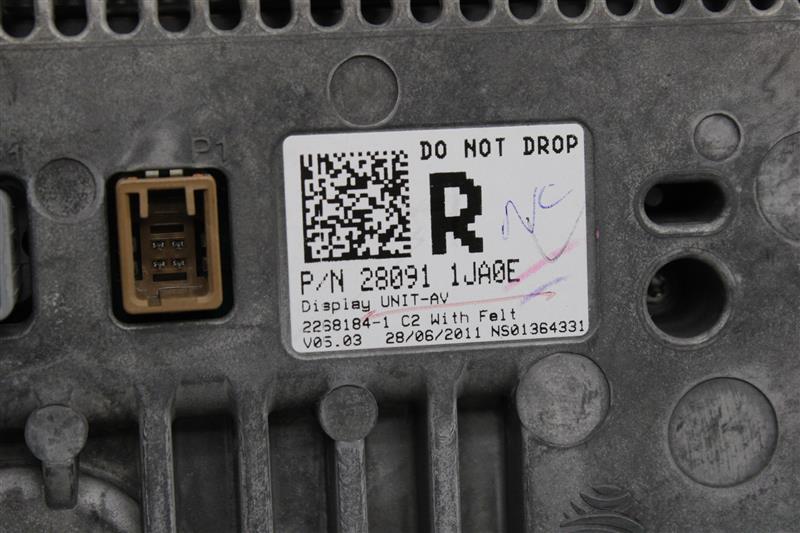 P1
DO NOT DROP
R
NC
P/N 28091 1JA0E
Display UNIT-AV
2268184-1 C2 With Felt
V05.03 28/06/2011 NS01364331